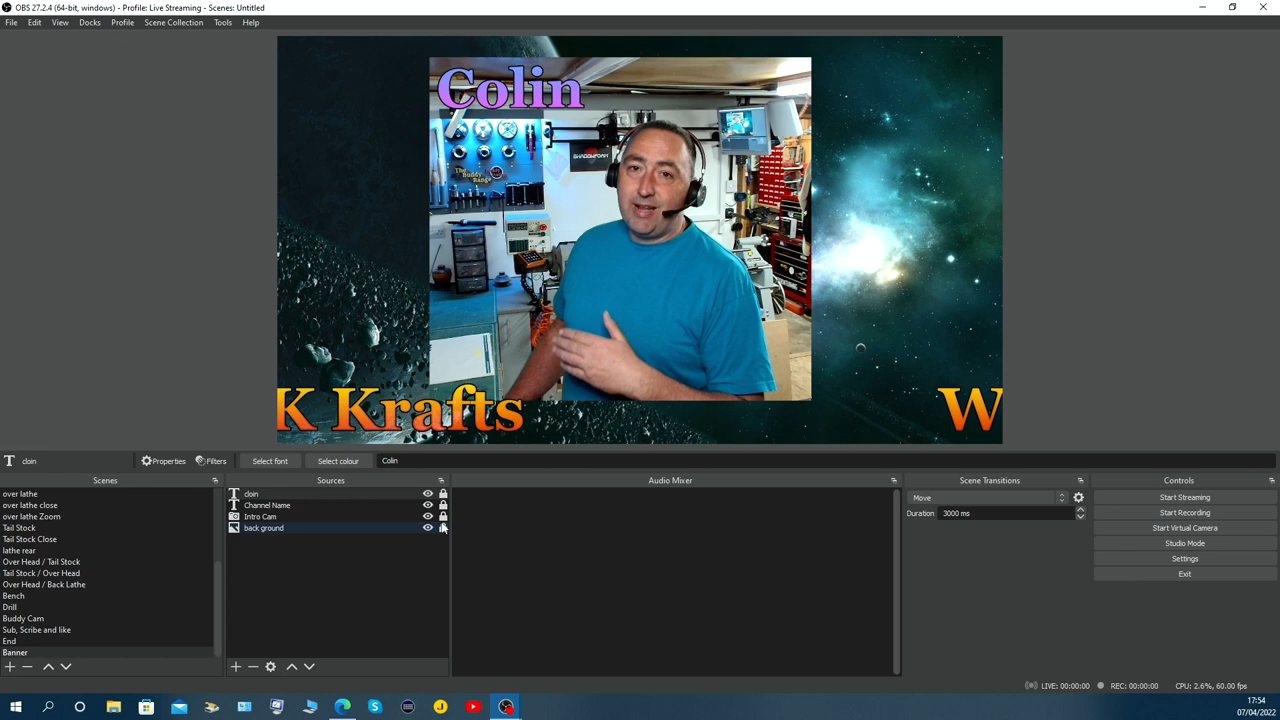 OBS 27.2.4 (64-bit, windows) - Profile: Live Streaming - Scenes: Untitled
File Edit View Docks Profile Scene Collection Tools Help
Colin
SHADOWFOAM
The Buddy Range
K Krafts
W
cloin Properties Filters Select font Select colour Colin
Scenes Sources Audio Mixer Scene Transitions Controls
over lathe
over lathe close
over lathe Zoom
Tail Stock
Tail Stock Close
lathe rear
Over Head / Tail Stock
Tail Stock / Over Head
Over Head / Back Lathe
Bench
Drill
Buddy Cam
Sub, Scribe and like
End
Banner
cloin
Channel Name
Intro Cam
back ground
Move
Duration 3000 ms
Start Streaming
Start Recording
Start Virtual Camera
Studio Mode
Settings
Exit
LIVE: 00:00:00 REC: 00:00:00 CPU: 2.6%, 60.00 fps
17:54
07/04/2022